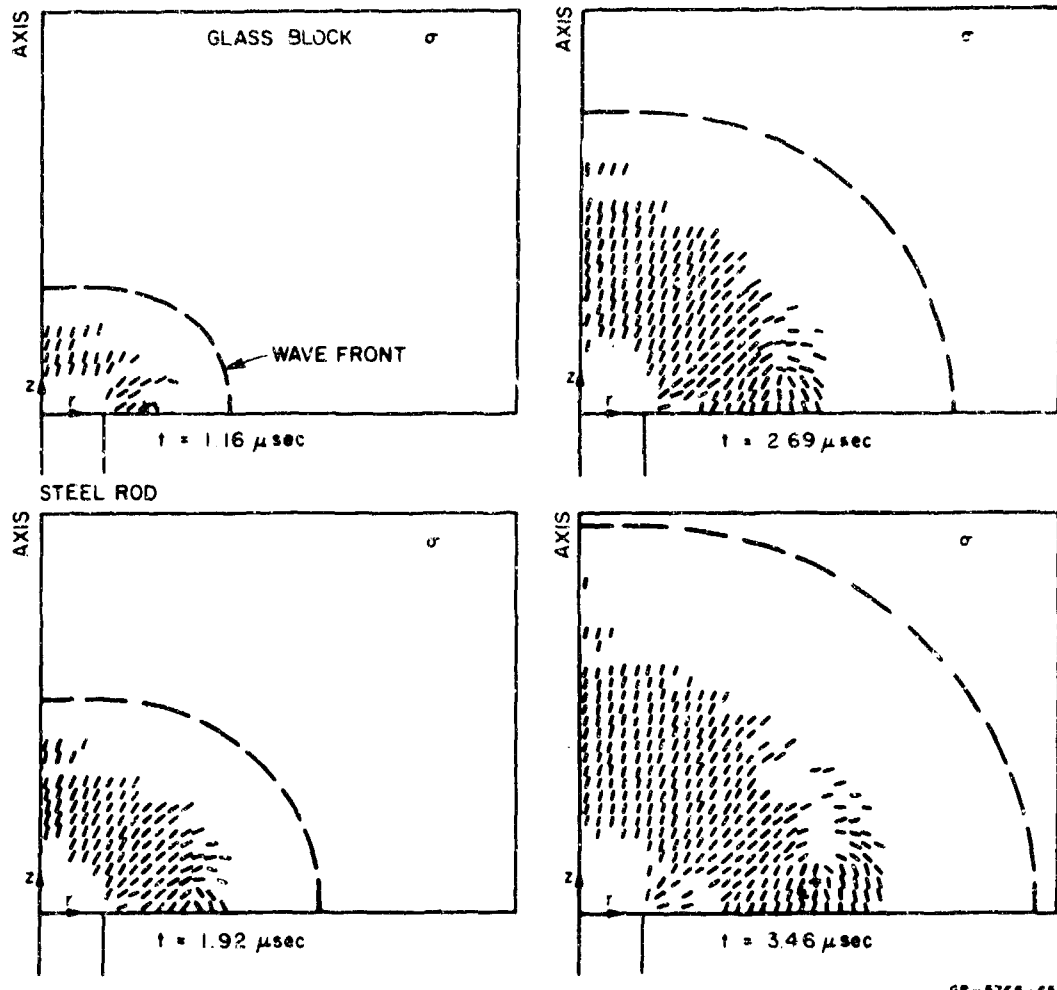 AXIS
GLASS BLOCK σ
WAVE FRONT
z
r
t = 1.16 μsec
STEEL ROD
AXIS
σ
z
r
t = 2.69 μsec
AXIS
σ
z
r
t = 1.92 μsec
AXIS
σ
z
r
t = 3.46 μsec